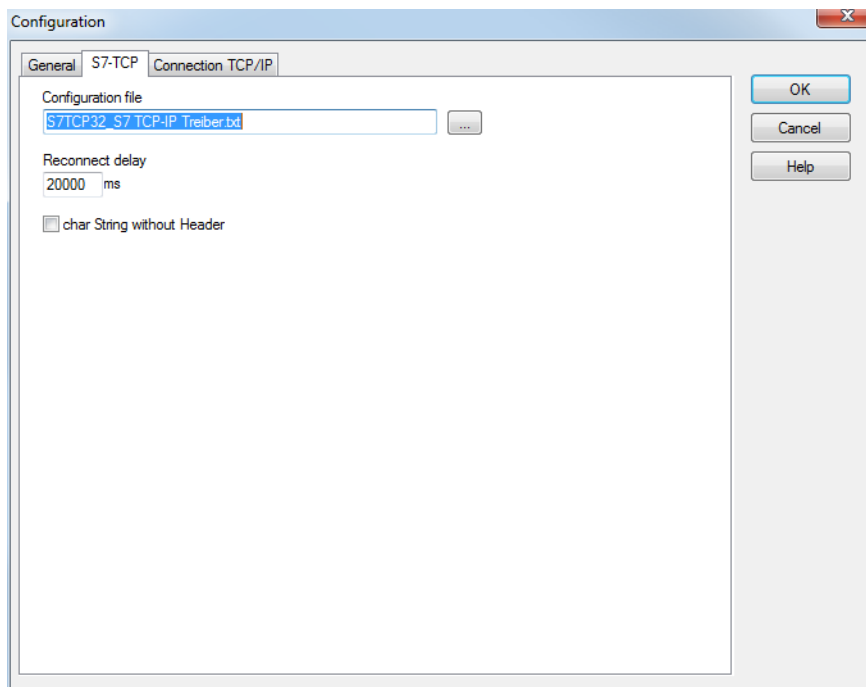 Configuration
General S7-TCP Connection TCP/IP
Configuration file
S7TCP32_S7 TCP-IP Treiber.txt ...
Reconnect delay
20000 ms
char String without Header
OK
Cancel
Help